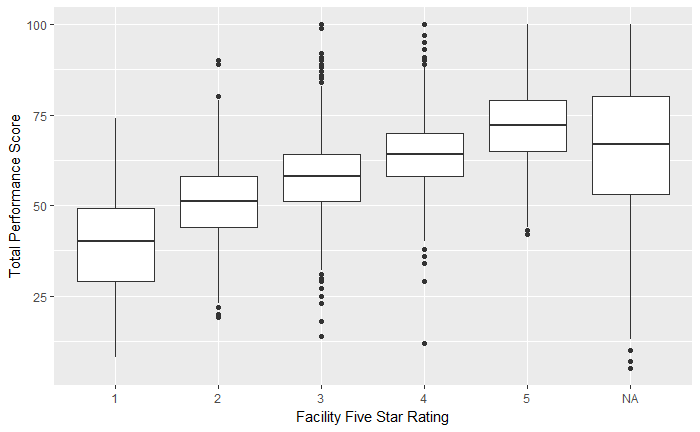 Total Performance Score
100
75
50
25
1 2 3 4 5 NA
Facility Five Star Rating